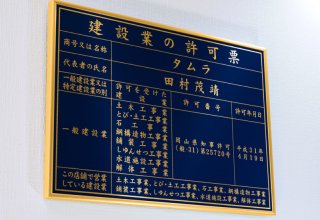 建設業の許可票
商号又は名称
タムラ
代表者の氏名
田村茂靖
一般建設業又は
特定建設業の別
許可を受けた
建設業
許可番号
許可年月日
一般建設業
土木工事業
とび・土工工事業
石工事業
鋼構造物工事業
舗装工事業
しゅんせつ工事業
水道施設工事業
解体工事業
岡山県知事許可
(般-31)第25720号
平成31年
4月19日
この店舗で営業
している建設業
土木工事業、とび・土工工事業、石工事業、鋼構造物工事業
舗装工事業、しゅんせつ工事業、水道施設工事業、解体工事業